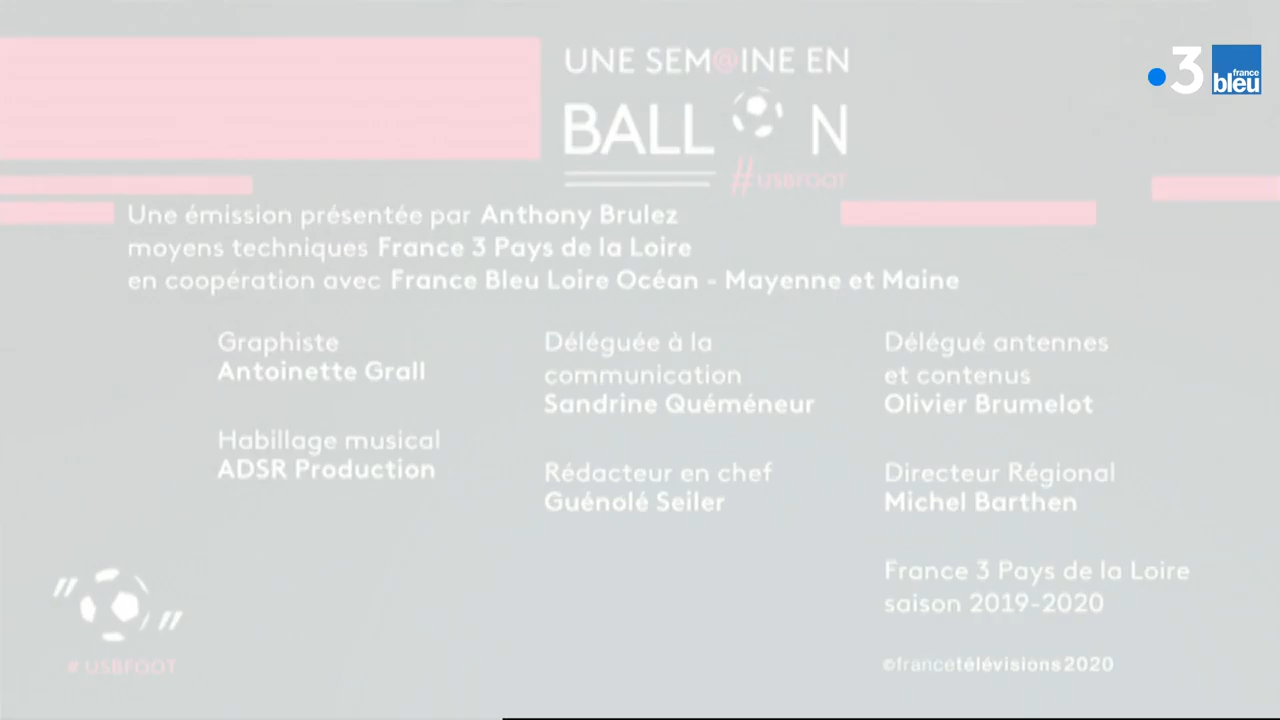 UNE SEM@INE EN
BALL N
#USBFOOT
3
france
bleu
Une émission présentée par Anthony Brulez
moyens techniques France 3 Pays de la Loire
en coopération avec France Bleu Loire Océan - Mayenne et Maine
Graphiste
Antoinette Grall
Habillage musical
ADSR Production
Déléguée à la
communication
Sandrine Quéméneur
Rédacteur en chef
Guénolé Seiler
Délégué antennes
et contenus
Olivier Brumelot
Directeur Régional
Michel Barthen
France 3 Pays de la Loire
saison 2019-2020
©francetélévisions2020
#USBFOOT